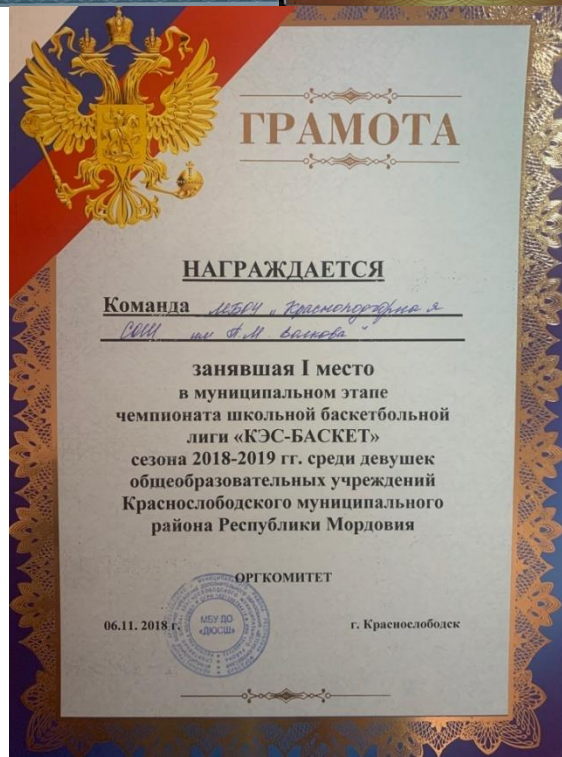 ГРАМОТА
НАГРАЖДАЕТСЯ
Команда МБОУ „Красноподгорная
СОШ им П.М. Волкова"
занявшая I место
в муниципальном этапе
чемпионата школьной баскетбольной
лиги «КЭС-БАСКЕТ»
сезона 2018-2019 гг. среди девушек
общеобразовательных учреждений
Краснослободского муниципального
района Республики Мордовия
ОРГКОМИТЕТ
МБУ ДО
«ДЮСШ»
06.11. 2018 г.
г. Краснослободск